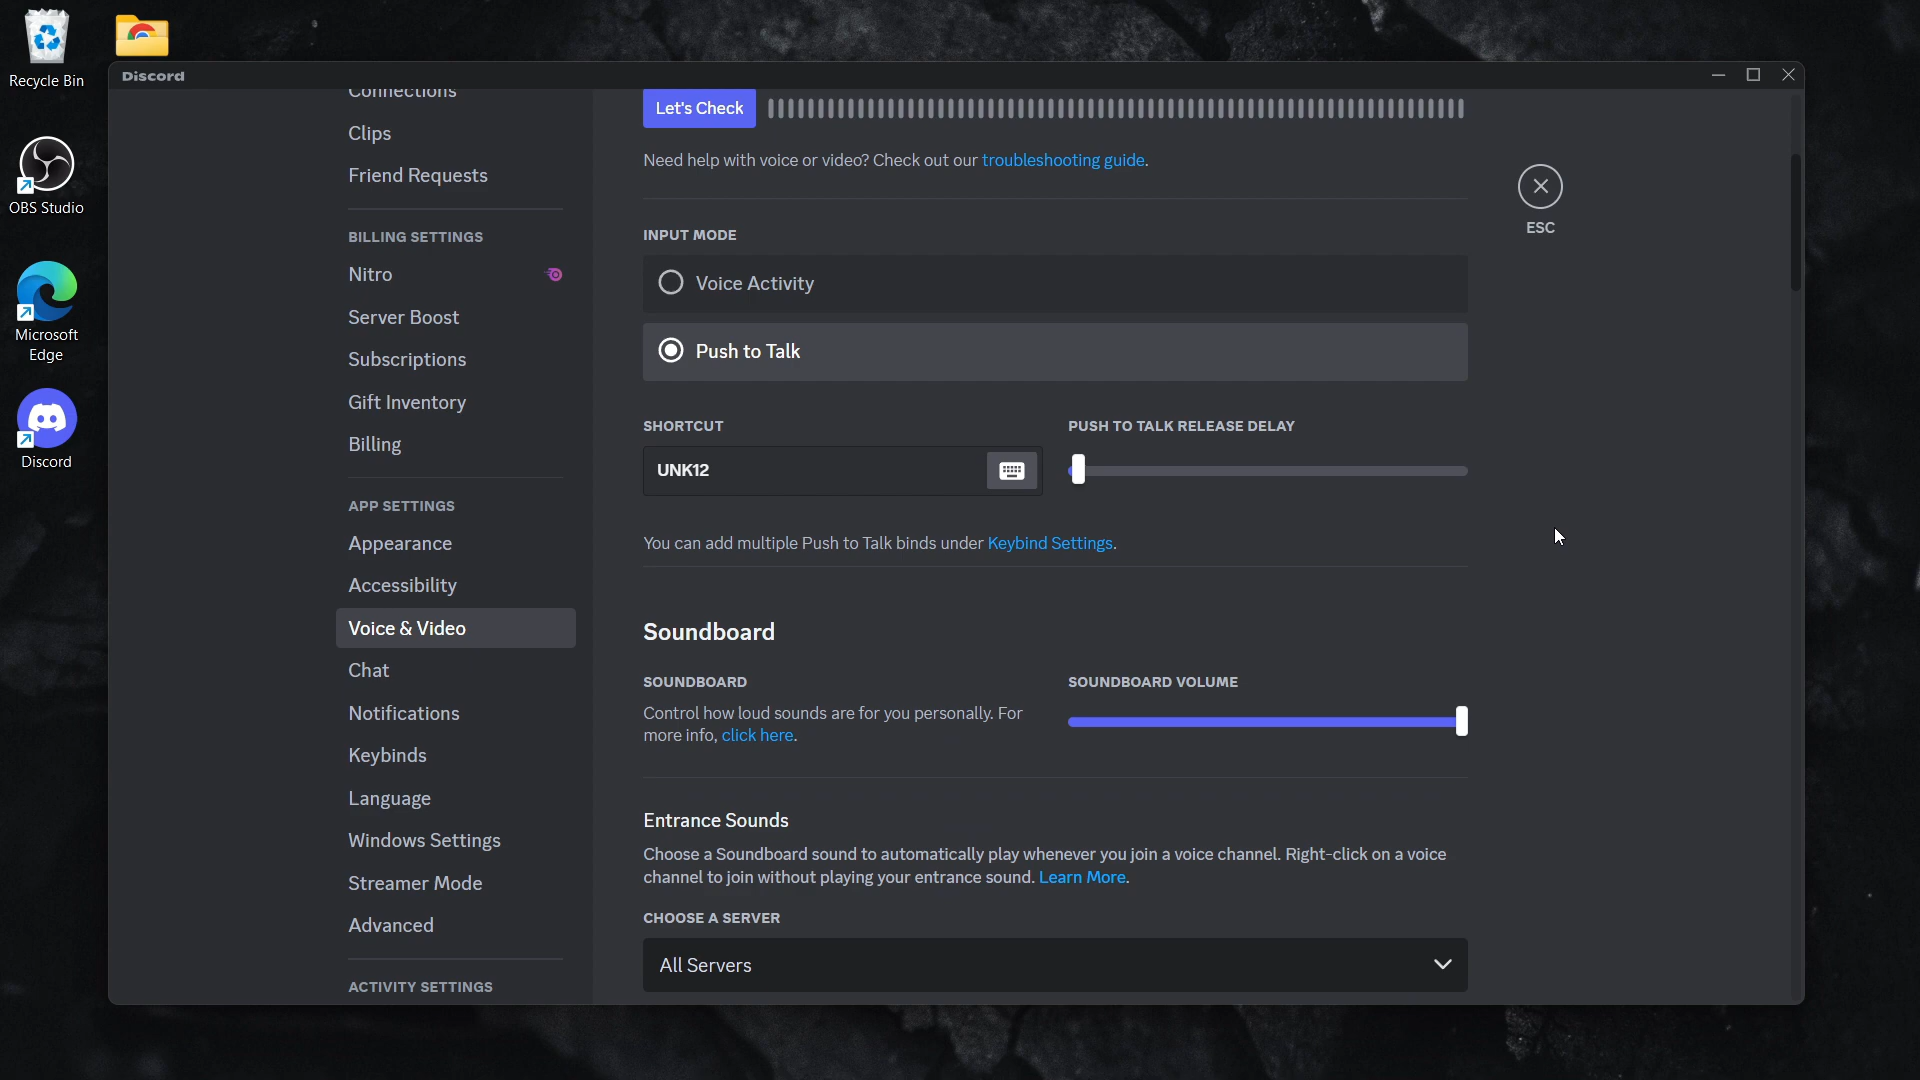 Recycle Bin
OBS Studio
Microsoft
Edge
Discord
Discord
Connections
Clips
Friend Requests
BILLING SETTINGS
Nitro
Server Boost
Subscriptions
Gift Inventory
Billing
APP SETTINGS
Appearance
Accessibility
Voice & Video
Chat
Notifications
Keybinds
Language
Windows Settings
Streamer Mode
Advanced
ACTIVITY SETTINGS
Let's Check
Need help with voice or video? Check out our troubleshooting guide.
ESC
INPUT MODE
Voice Activity
Push to Talk
SHORTCUT
UNK12
PUSH TO TALK RELEASE DELAY
You can add multiple Push to Talk binds under Keybind Settings.
Soundboard
SOUNDBOARD
Control how loud sounds are for you personally. For
more info, click here.
SOUNDBOARD VOLUME
Entrance Sounds
Choose a Soundboard sound to automatically play whenever you join a voice channel. Right-click on a voice
channel to join without playing your entrance sound. Learn More.
CHOOSE A SERVER
All Servers